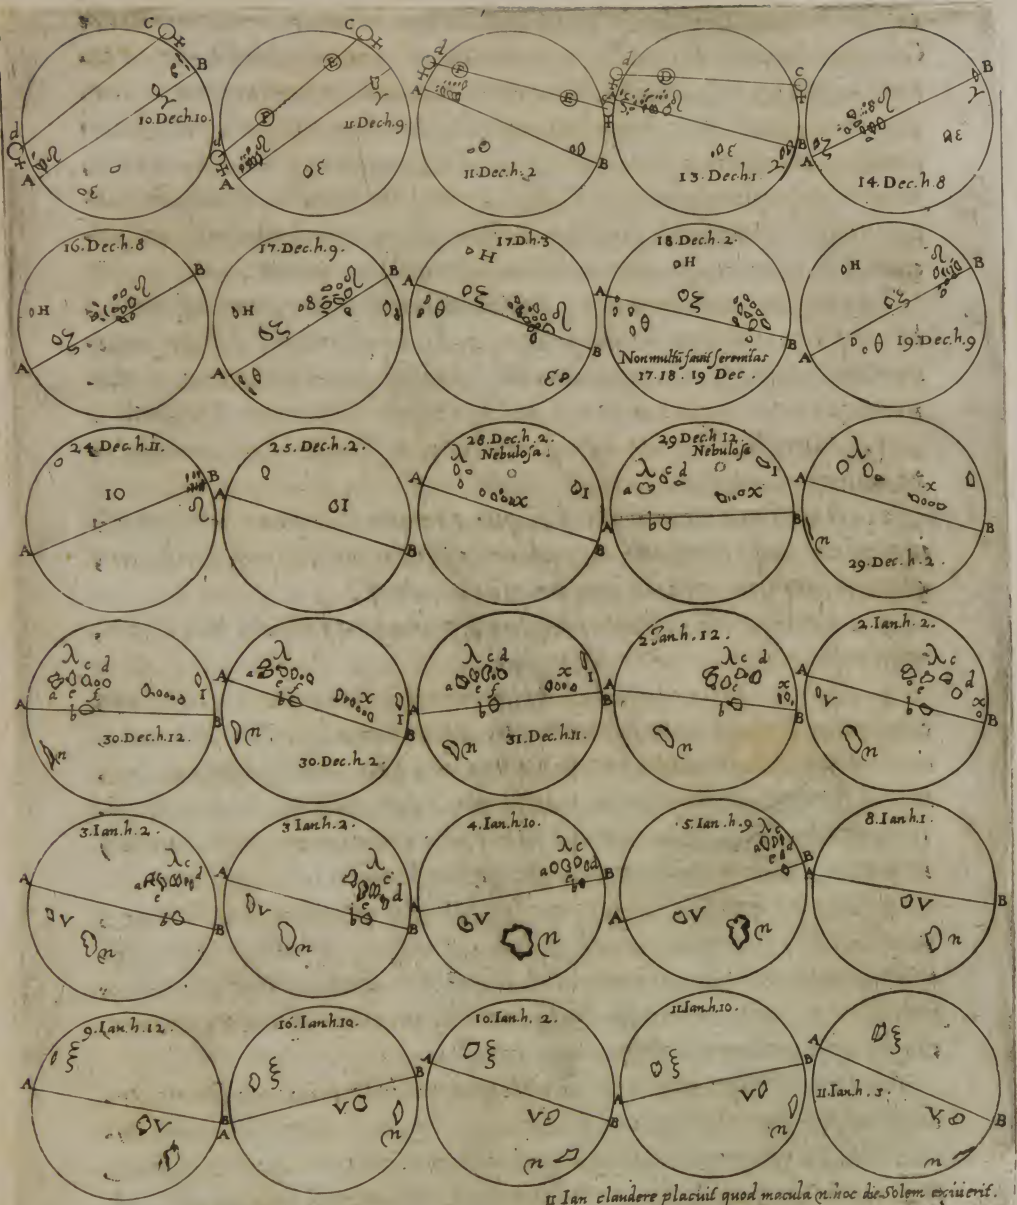 C C d d C
B A B
10.Dec.h.10. 11.Dec.h.9 11.Dec.h.2 13.Dec.h.1 14.Dec.h.8
d A ε d A ε B ε B A ζ ε
16.Dec.h.8 17.Dec.h.9. 17.D.h.3 18.Dec.h.2.
B B H H H
H ζ H 8 ζ A ζ θ A ζ θ ζ θ
A A θ B B A B
Non multũ favit serenitas
17.18.19 Dec.
19.Dec.h.9
24.Dec.h.11. 25.Dec.h.2. 28.Dec.h.2. 29 Dec h 12.
Nebulosa. Nebulosa
10 B A I λ A x I λ c d a x I λ A x
A B B A b B n B
29.Dec.h.2.
λ c d λ λ c d 2 Ian h.12. 2.Ian.h.2.
a e f I a e f x a e f x I λ c d λ c d
A b B A b I B A b B A b x B A V b x B
n n n n n
30.Dec.h.12. 30.Dec.h.2 31.Dec.h.11.
3.Ian.h.2. 3 Ian.h.2. 4.Ian.h.10. 5.Ian.h.9 8.Ian.h.1
λ c λ λ c λ c
A a d e A c d e a d b B a d e B A
V b B V b B A V A V V B
n n n n n
9.Ian.h.12. 10.Ian.h.10. 10.Ian.h.2. 11.Ian.h.10.
ξ ξ ξ ξ ξ
A B A B A
11.Ian.h.3.
V B V V V V
A n n B A n n B
11 Ian claudere placuit quod macula n. hoc die Solem exiuerit.